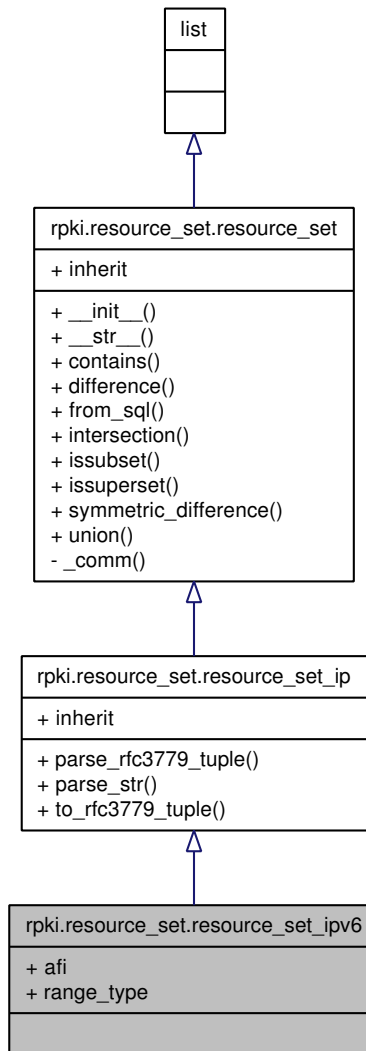 list
rpki.resource_set.resource_set
+ inherit
+ __init__()
+ __str__()
+ contains()
+ difference()
+ from_sql()
+ intersection()
+ issubset()
+ issuperset()
+ symmetric_difference()
+ union()
- _comm()
rpki.resource_set.resource_set_ip
+ inherit
+ parse_rfc3779_tuple()
+ parse_str()
+ to_rfc3779_tuple()
rpki.resource_set.resource_set_ipv6
+ afi
+ range_type